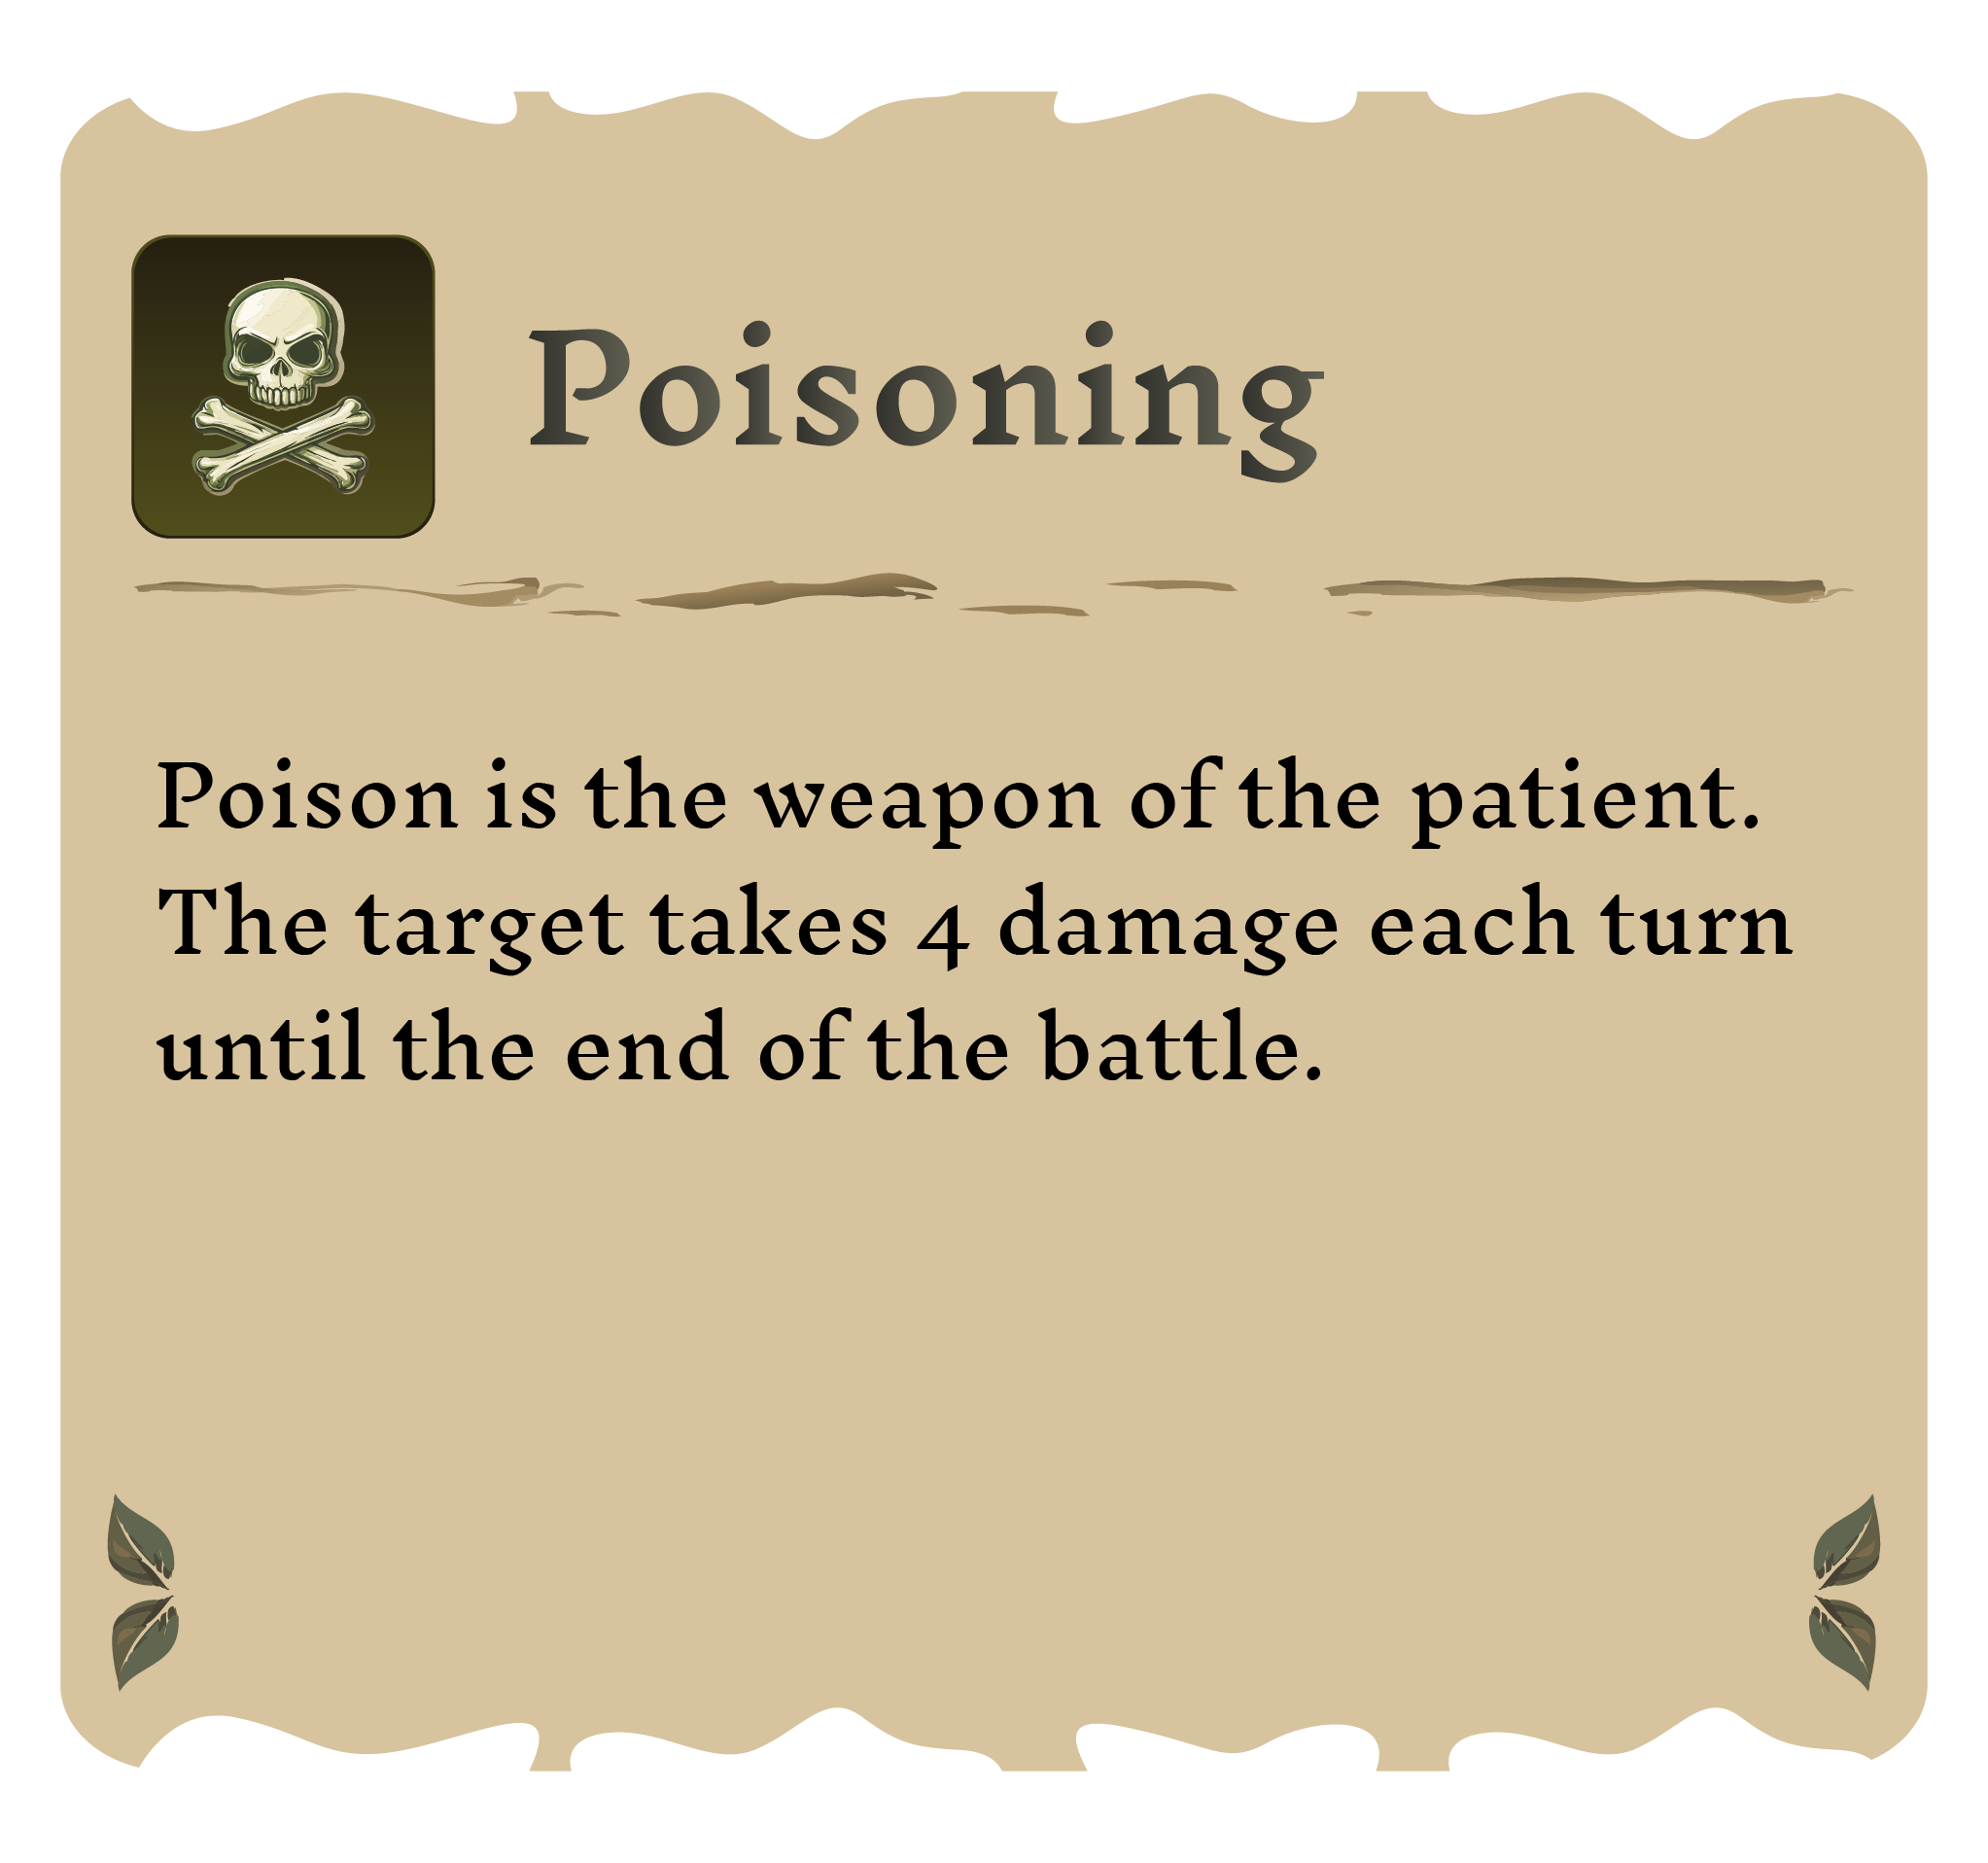 Poisoning
Poison is the weapon of the patient.
The target takes 4 damage each turn
until the end of the battle.